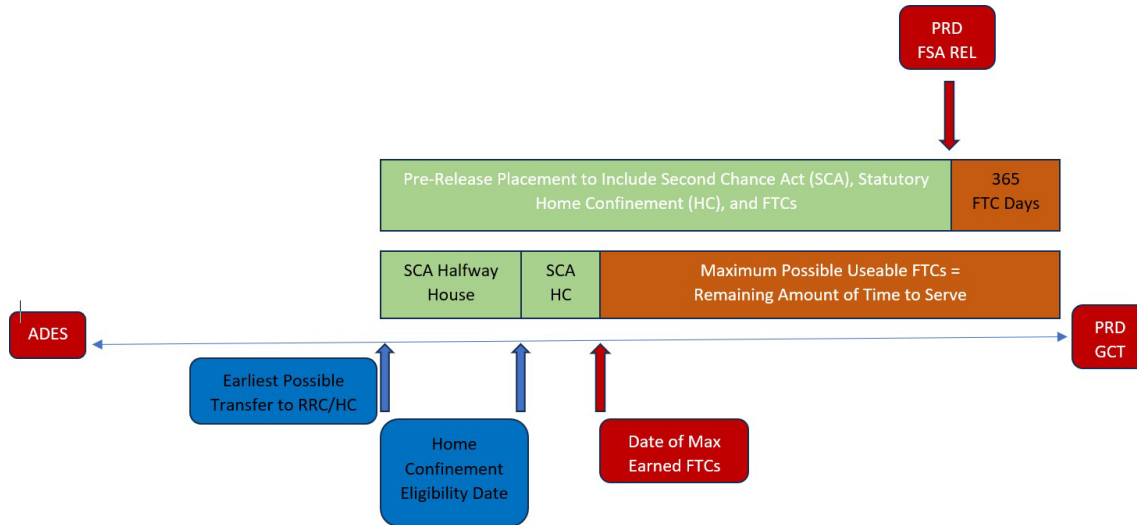 PRD
FSA REL
Pre-Release Placement to Include Second Chance Act (SCA), Statutory
Home Confinement (HC), and FTCs
365
FTC Days
SCA Halfway
House
SCA
HC
Maximum Possible Useable FTCs =
Remaining Amount of Time to Serve
ADES
PRD
GCT
Earliest Possible
Transfer to RRC/HC
Home
Confinement
Eligibility Date
Date of Max
Earned FTCs